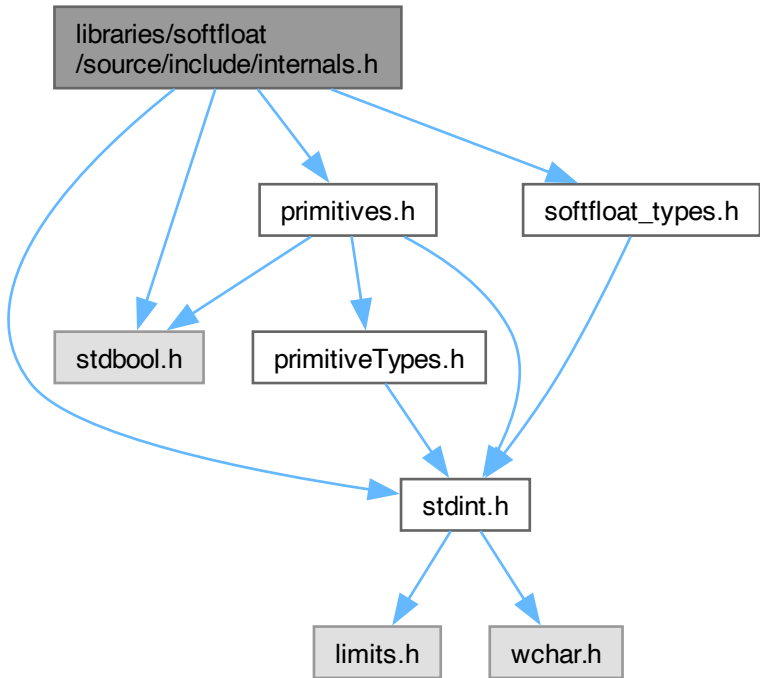 libraries/softfloat
/source/include/internals.h
primitives.h
softfloat_types.h
stdbool.h
primitiveTypes.h
stdint.h
limits.h
wchar.h